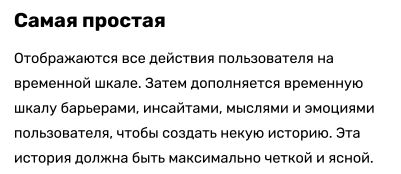 Самая простая
Отображаются все действия пользователя на
временной шкале. Затем дополняется временную
шкалу барьерами, инсайтами, мыслями и эмоциями
пользователя, чтобы создать некую историю. Эта
история должна быть максимально четкой и ясной.